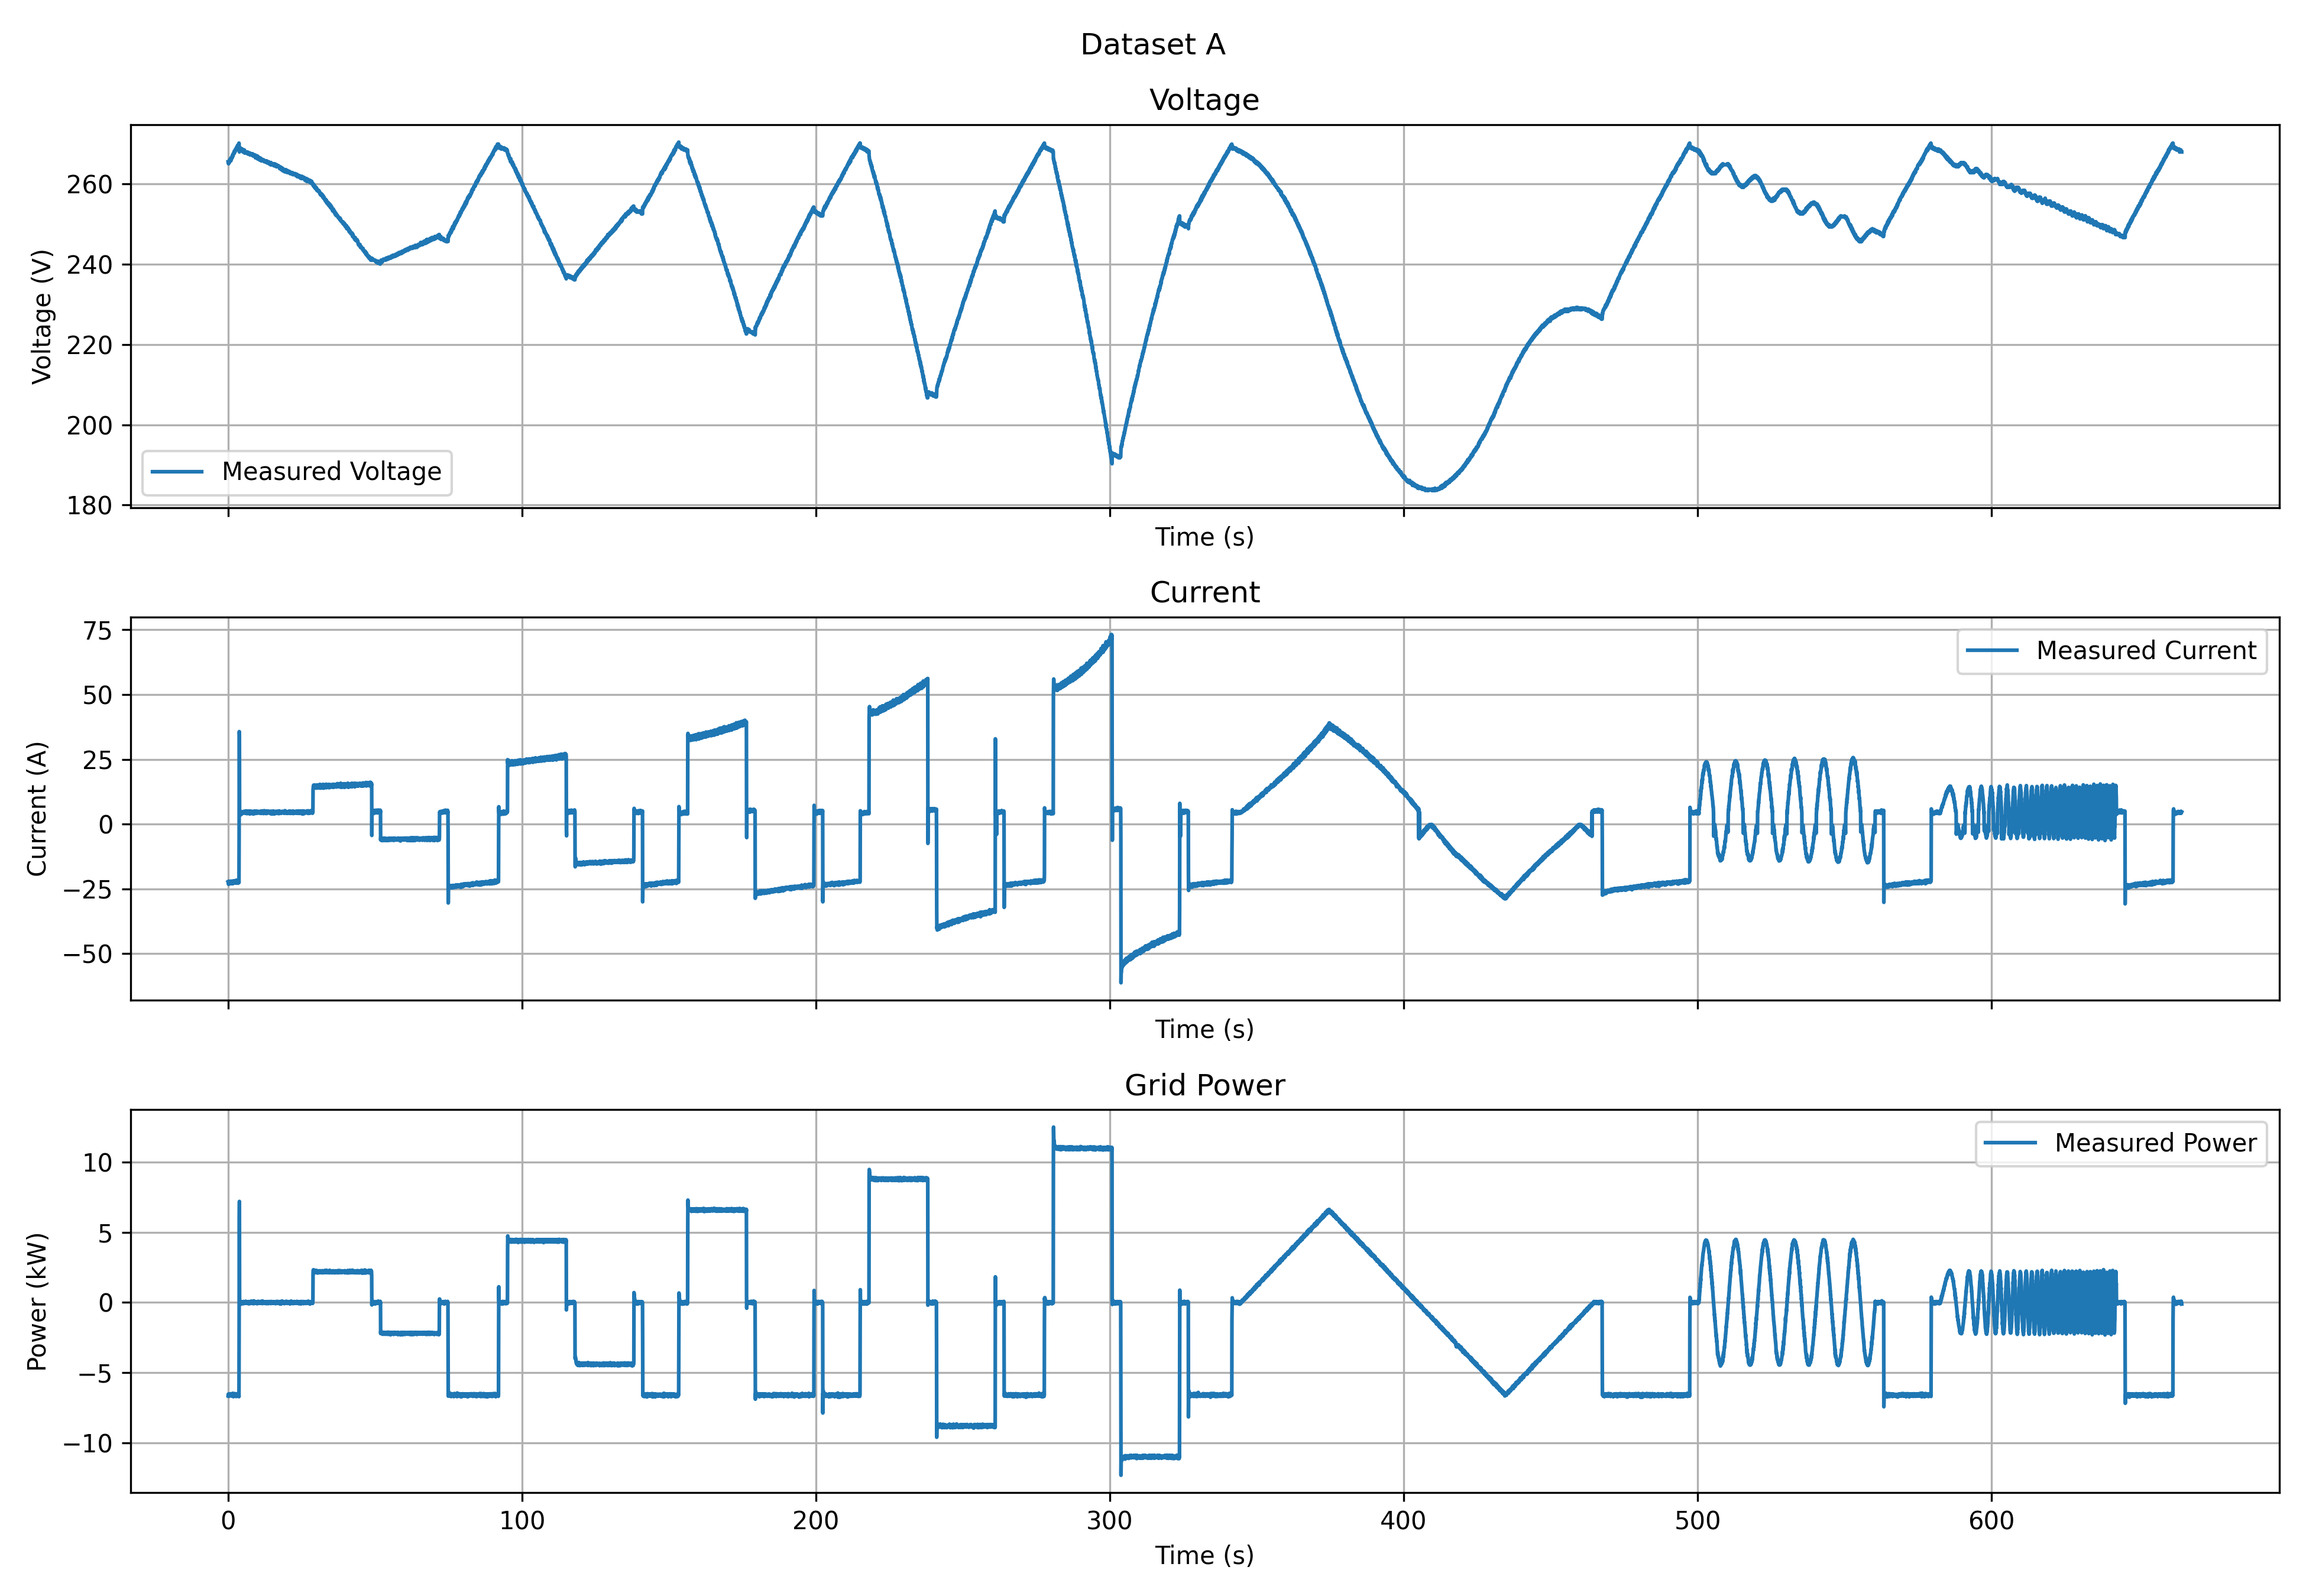 Dataset A
Voltage
Voltage (V)
260
240
220
200
180
Measured Voltage
Time (s)
Current
Current (A)
75
50
25
0
−25
−50
Measured Current
Time (s)
Grid Power
Power (kW)
10
5
0
−5
−10
Measured Power
0 100 200 300 400 500 600
Time (s)